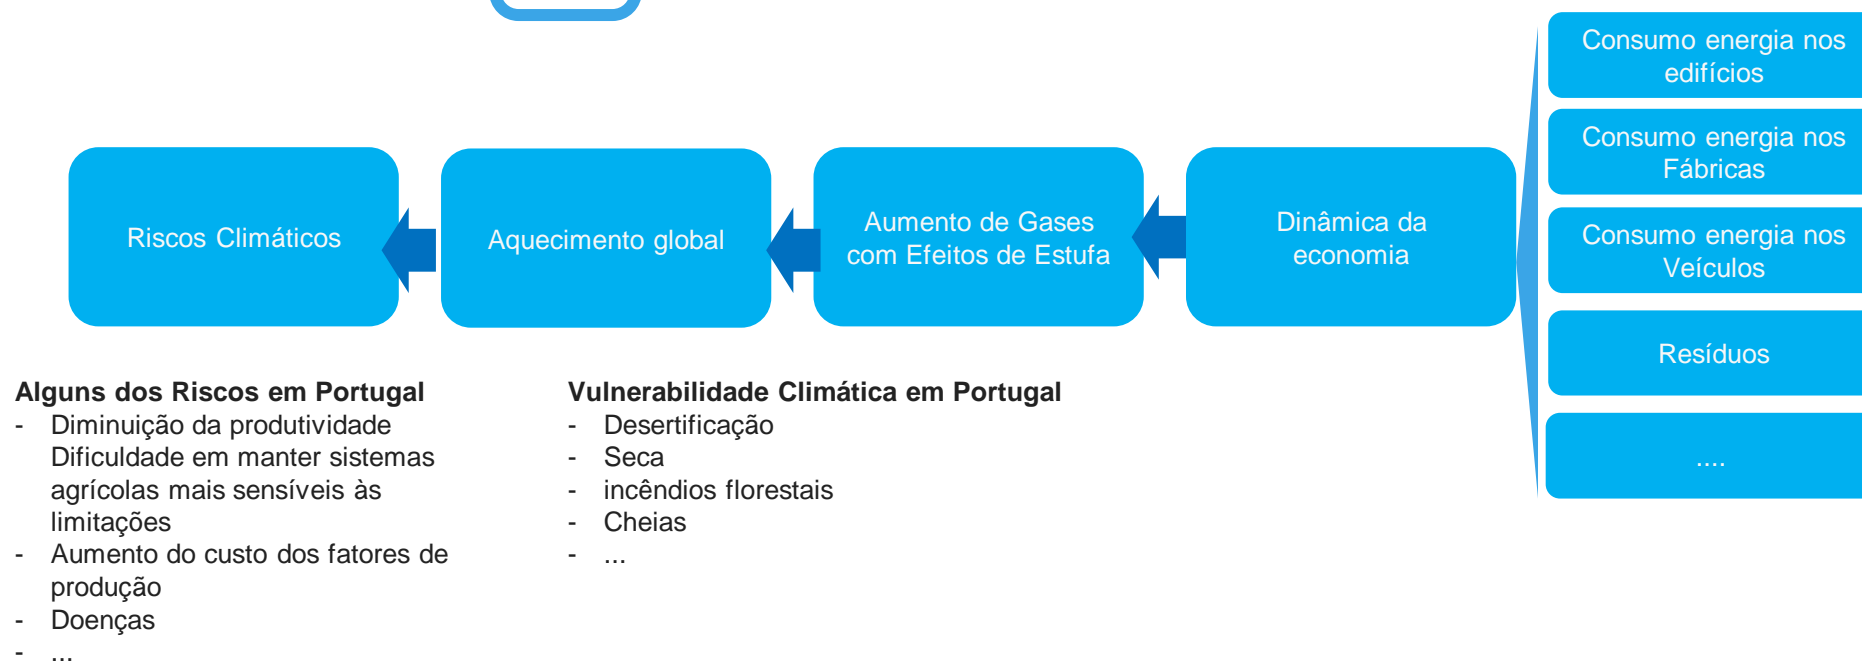 Consumo energia nos
edifícios
Consumo energia nos
Fábricas
Consumo energia nos
Veículos
Resíduos
....
Riscos Climáticos
Aquecimento global
Aumento de Gases
com Efeitos de Estufa
Dinâmica da
economia
Alguns dos Riscos em Portugal
- Diminuição da produtividade
Dificuldade em manter sistemas
agrícolas mais sensíveis às
limitações
- Aumento do custo dos fatores de
produção
- Doenças
- ...
Vulnerabilidade Climática em Portugal
- Desertificação
- Seca
- incêndios florestais
- Cheias
- ...